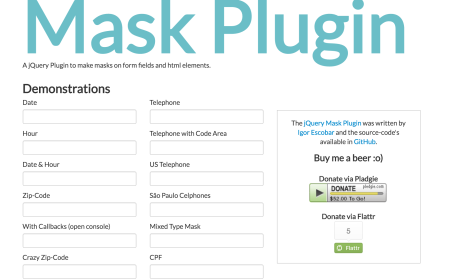 Mask Plugin
A jQuery Plugin to make masks on form fields and html elements.
Demonstrations
Date
Telephone
Hour
Telephone with Code Area
Date & Hour
US Telephone
Zip-Code
São Paulo Celphones
With Callbacks (open console)
Mixed Type Mask
Crazy Zip-Code
CPF
The jQuery Mask Plugin was written by
Igor Escobar and the source-code's
available in GitHub.
Buy me a beer :o)
Donate via Pladgie
DONATE
pledgie.com
$52.00 To Go!
Donate via Flattr
5
Flattr